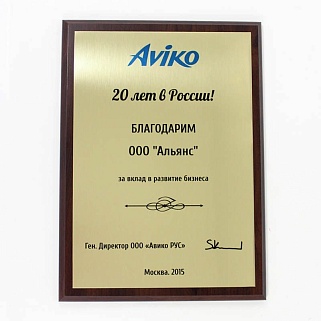 Aviko
20 лет в России!
БЛАГОДАРИМ
ООО "Альянс"
за вклад в развитие бизнеса
Ген. Директор ООО «Авико РУС»
Москва. 2015